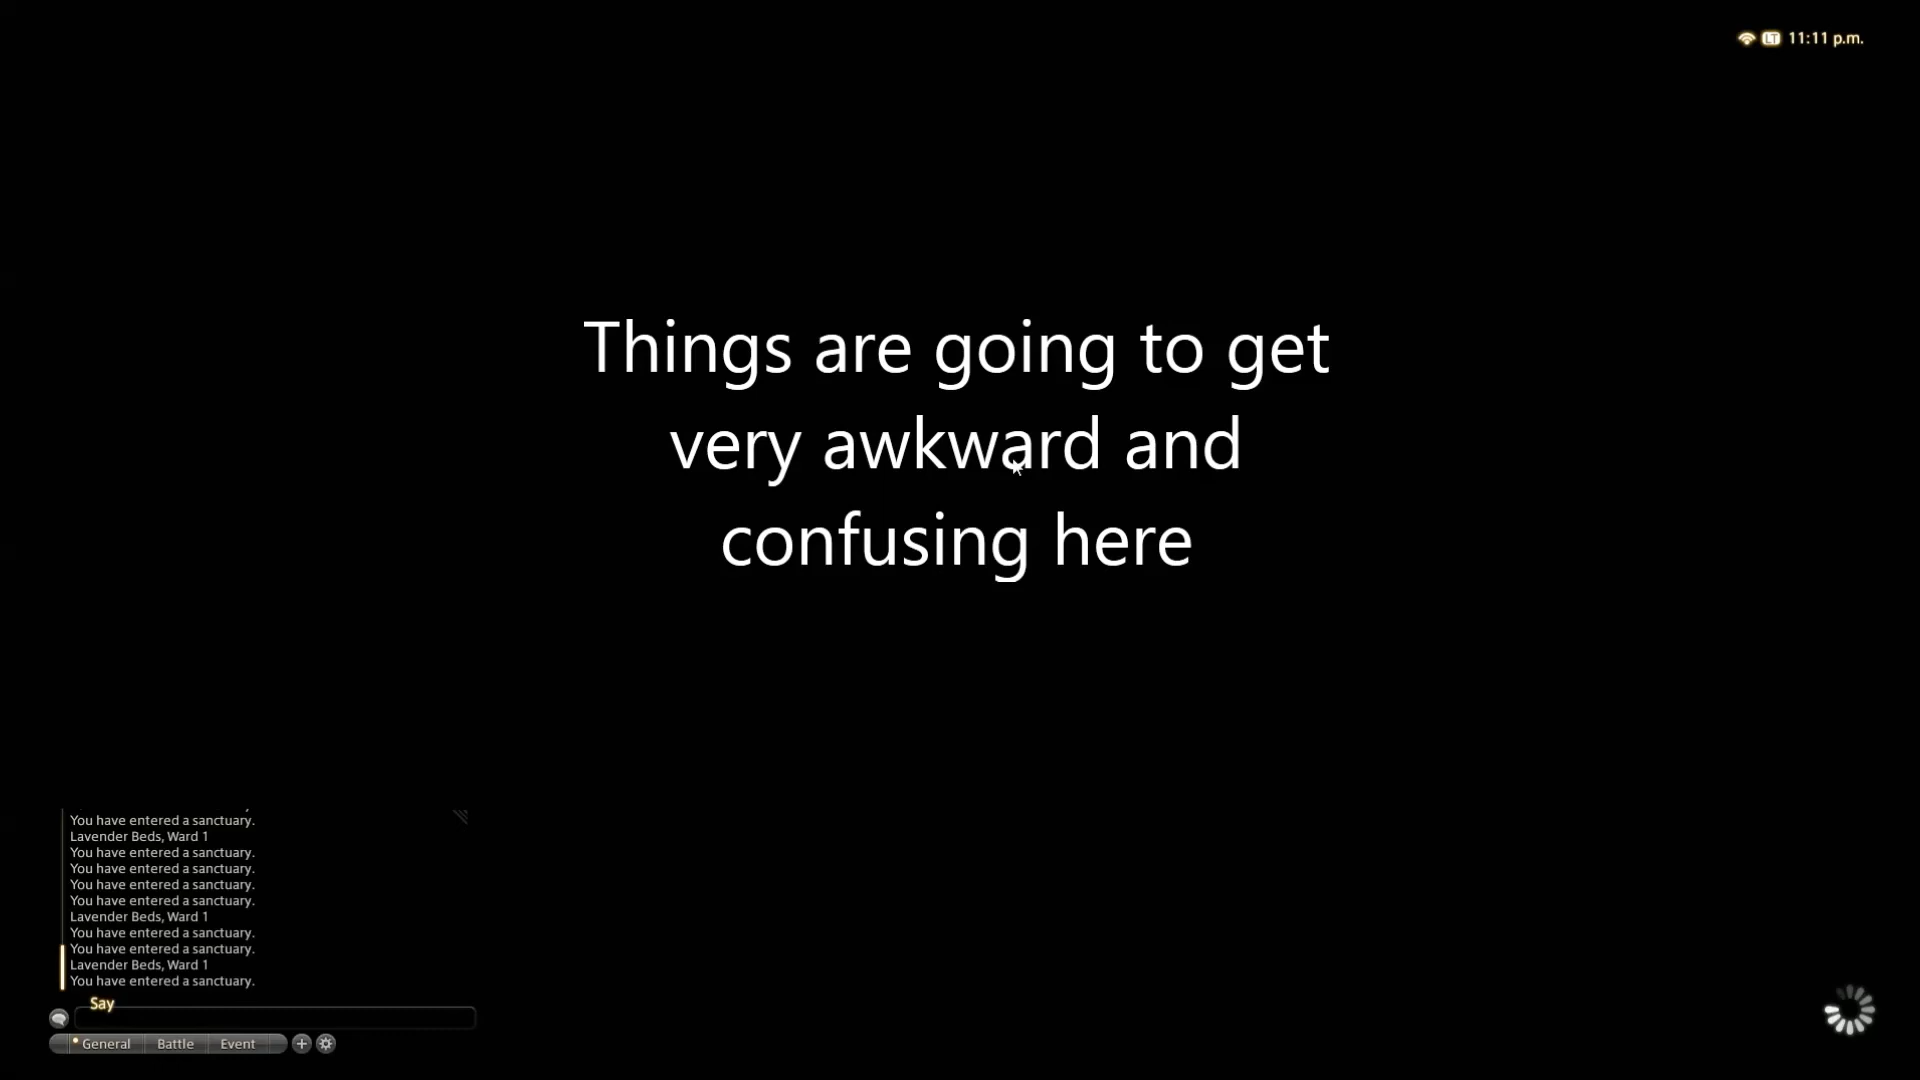 LT 11:11 p.m.
Things are going to get
very awkward and
confusing here
You have entered a sanctuary.
Lavender Beds, Ward 1
You have entered a sanctuary.
You have entered a sanctuary.
You have entered a sanctuary.
You have entered a sanctuary.
Lavender Beds, Ward 1
You have entered a sanctuary.
You have entered a sanctuary.
Lavender Beds, Ward 1
You have entered a sanctuary.
Say
General Battle Event